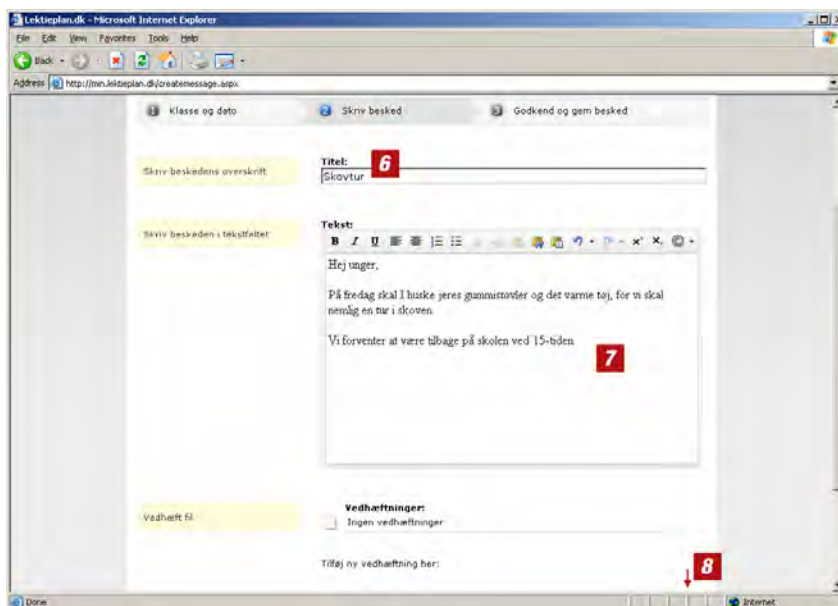 Lektieplan.dk - Microsoft Internet Explorer
File Edit View Favorites Tools Help
Back
Address http://min.lektieplan.dk/createmessage.aspx
1 Klasse og dato 2 Skriv besked 3 Godkend og gem besked
Titel: 6
Skriv beskedens overskrift
Skovtur
Tekst:
Skriv beskeden i tekstfeltet
B I U
Hej unger,
På fredag skal I huske jeres gummistøvler og det varme tøj, for vi skal
nemlig en tur i skoven
Vi forventer at være tilbage på skolen ved 15-tiden
7
Vedhæftninger:
Vedhæft fil
Ingen vedhæftninger
Tilføj ny vedhæftning her:
8
Done Internet